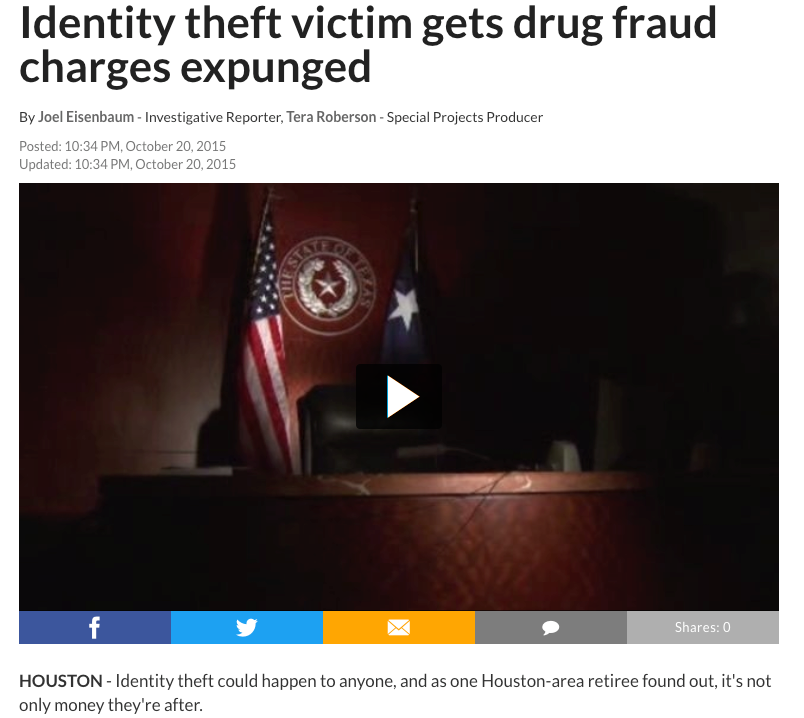 Identity theft victim gets drug fraud
charges expunged
By Joel Eisenbaum - Investigative Reporter, Tera Roberson - Special Projects Producer
Posted: 10:34 PM, October 20, 2015
Updated: 10:34 PM, October 20, 2015
THE STATE OF TEXAS
Shares: 0
HOUSTON - Identity theft could happen to anyone, and as one Houston-area retiree found out, it's not
only money they're after.